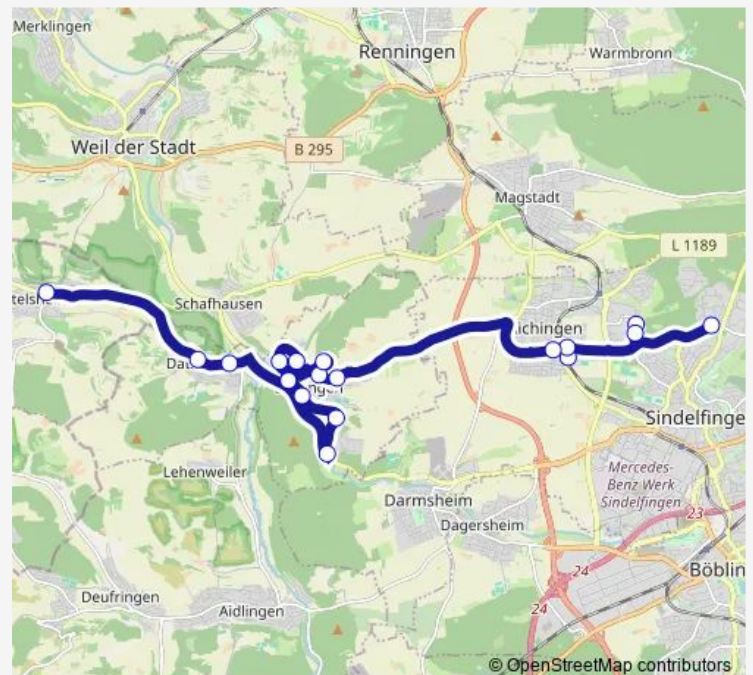 Merklingen
Renningen
Warmbronn
Weil der Stadt
B 295
Magstadt
L 1189
Schafhausen
ichingen
Sindelfinge
Lehenweiler
Mercedes-
Benz Werk
Sindelfingen
Darmsheim
23
Dagersheim
24
Böblin
Deufringen
24
Aidlingen
© OpenStreetMap contributors